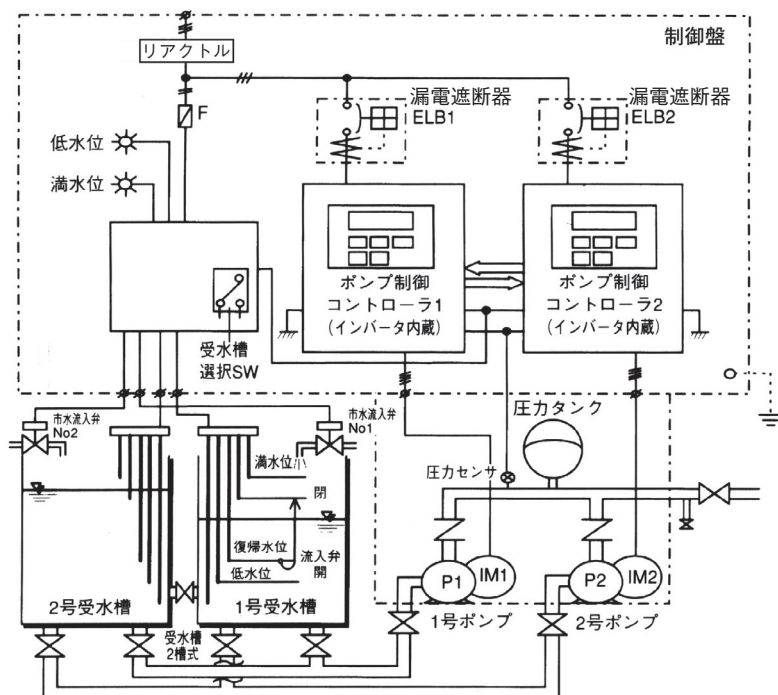 制御盤
リアクトル
漏電遮断器
ELB1
漏電遮断器
ELB2
F
低水位
満水位
ポンプ制御
コントローラ1
(インバータ内蔵)
ポンプ制御
コントローラ2
(インバータ内蔵)
受水槽
選択SW
市水流入弁
No2
市水流入弁
No1
圧力タンク
圧力センサ
満水位
閉
復帰水位
流入弁
開
低水位
2号受水槽
1号受水槽
受水槽
2槽式
P1
IM1
P2
IM2
1号ポンプ
2号ポンプ